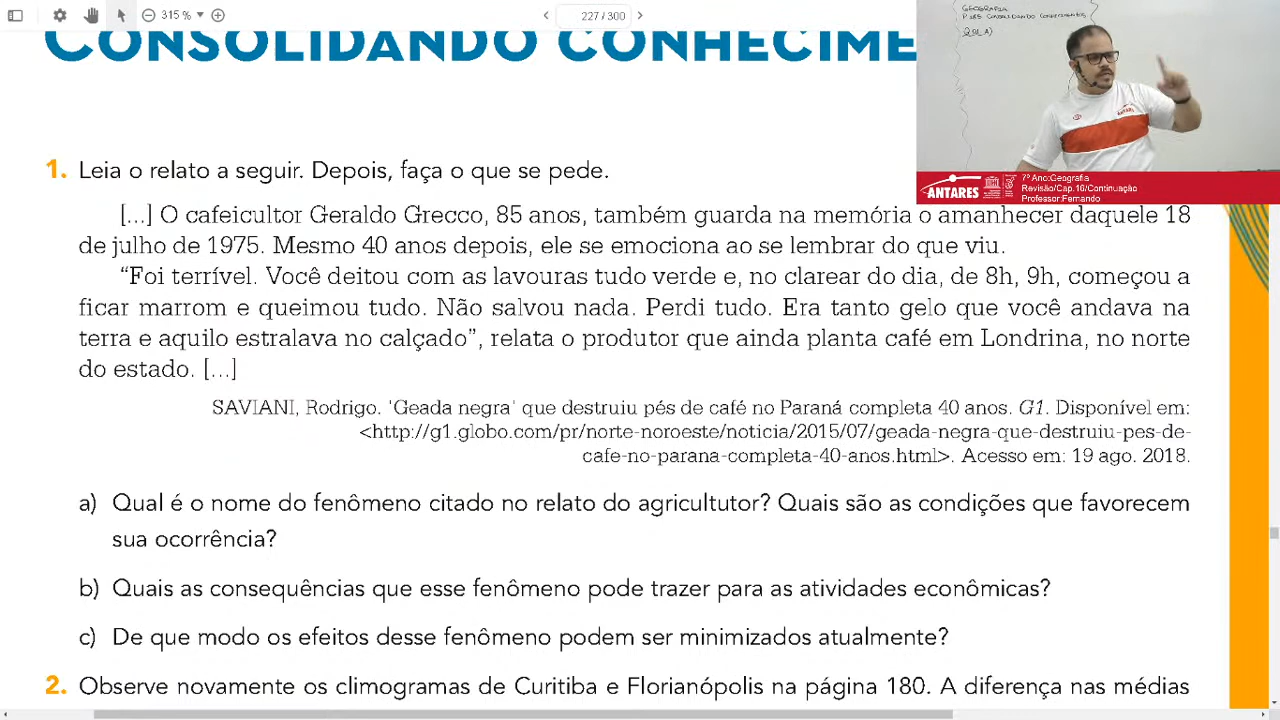 315 %
227 / 300
CONSOLIDANDO CONHECIME
GEOGRAFIA
P 185 CONSOLIDANDO CONHECIMENTOS
Q.01 A)
ANTARES
ANTARES
7º Ano:Geografia
Revisão/Cap.16/Continuação
Professor:Fernando
1. Leia o relato a seguir. Depois, faça o que se pede.
[...] O cafeicultor Geraldo Grecco, 85 anos, também guarda na memória o amanhecer daquele 18
de julho de 1975. Mesmo 40 anos depois, ele se emociona ao se lembrar do que viu.
“Foi terrível. Você deitou com as lavouras tudo verde e, no clarear do dia, de 8h, 9h, começou a
ficar marrom e queimou tudo. Não salvou nada. Perdi tudo. Era tanto gelo que você andava na
terra e aquilo estralava no calçado”, relata o produtor que ainda planta café em Londrina, no norte
do estado. [...]
SAVIANI, Rodrigo. 'Geada negra' que destruiu pés de café no Paraná completa 40 anos. G1. Disponível em:
<http://g1.globo.com/pr/norte-noroeste/noticia/2015/07/geada-negra-que-destruiu-pes-de-
cafe-no-parana-completa-40-anos.html>. Acesso em: 19 ago. 2018.
a) Qual é o nome do fenômeno citado no relato do agricultutor? Quais são as condições que favorecem
sua ocorrência?
b) Quais as consequências que esse fenômeno pode trazer para as atividades econômicas?
c) De que modo os efeitos desse fenômeno podem ser minimizados atualmente?
2. Observe novamente os climogramas de Curitiba e Florianópolis na página 180. A diferença nas médias